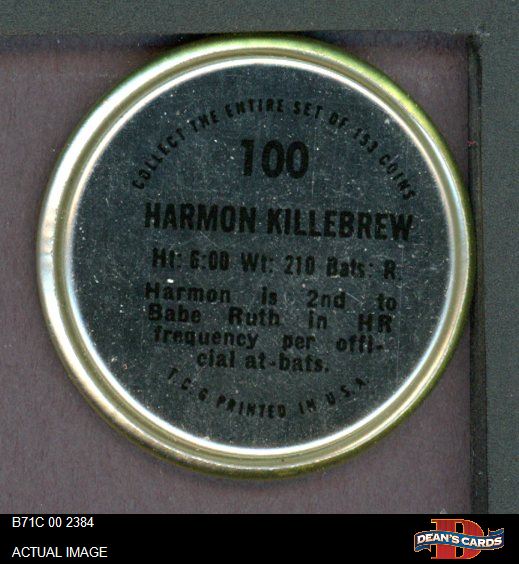 COLLECT THE ENTIRE SET OF 153 COINS
100
HARMON KILLEBREW
Ht: 6:00 Wt: 210 Bats: R
Harmon is 2nd to
Babe Ruth in HR
frequency per offi-
cial at-bats.
T.C.G PRINTED IN U.S.A.
B71C 00 2384
ACTUAL IMAGE
D
DEAN'S CARDS